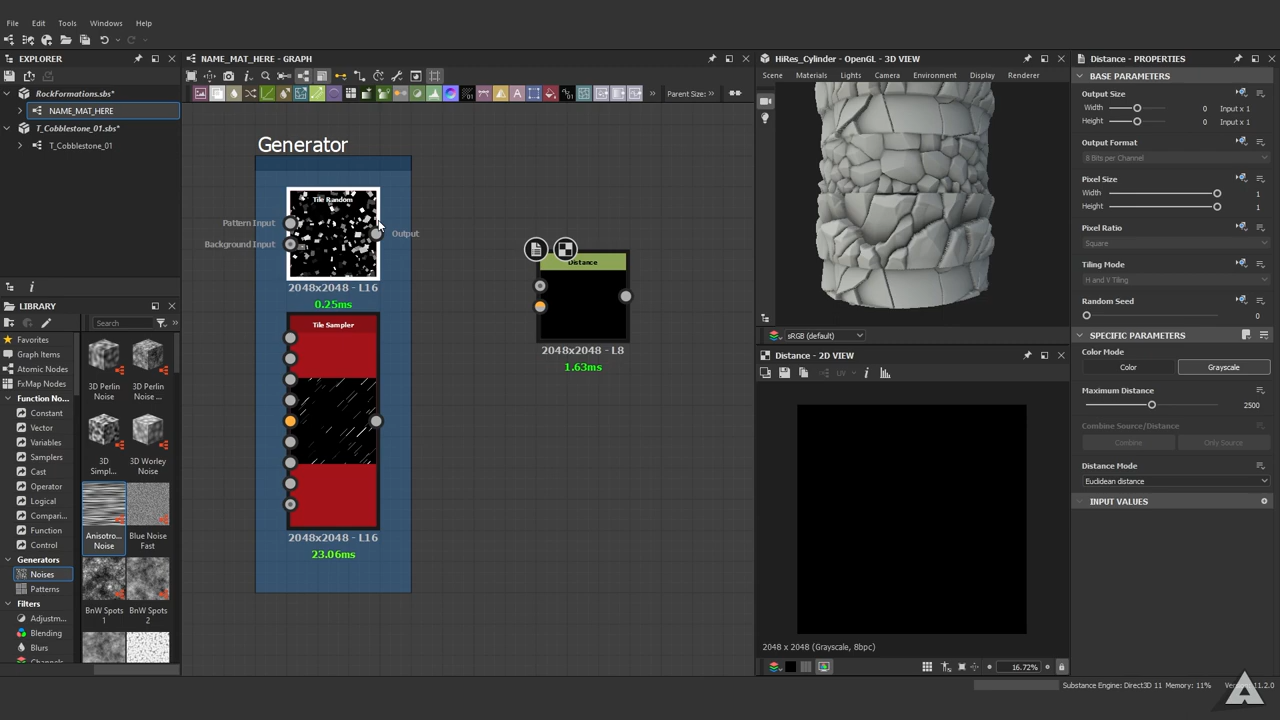 File Edit Tools Windows Help
EXPLORER
RockFormations.sbs*
NAME_MAT_HERE
T_Cobblestone_01.sbs*
T_Cobblestone_01
LIBRARY
Search
Favorites
Graph Items
Atomic Nodes
FxMap Nodes
Function No...
Constant
Vector
Variables
Samplers
Cast
Operator
Logical
Compari...
Function
Control
Generators
Noises
Patterns
Filters
Adjustm...
Blending
Blurs
3D Perlin Noise
3D Perlin Noise ...
3D Simpl...
3D Worley Noise
Anisotro... Noise
Blue Noise Fast
BnW Spots 1
BnW Spots 2
NAME_MAT_HERE - GRAPH
Parent Size:
Generator
Tile Random
Pattern Input
Background Input
Output
2048x2048 - L16
0.25ms
Tile Sampler
2048x2048 - L16
23.06ms
Distance
2048x2048 - L8
1.63ms
HiRes_Cylinder - OpenGL - 3D VIEW
Scene Materials Lights Camera Environment Display Renderer
sRGB (default)
Distance - 2D VIEW
UV
2048 x 2048 (Grayscale, 8bpc)
16.72%
Distance - PROPERTIES
BASE PARAMETERS
Output Size
Width 0 Input x 1
Height 0 Input x 1
Output Format
8 Bits per Channel
Pixel Size
Width 1
Height 1
Pixel Ratio
Square
Tiling Mode
H and V Tiling
Random Seed
0
SPECIFIC PARAMETERS
Color Mode
Color Grayscale
Maximum Distance
2500
Combine Source/Distance
Combine Only Source
Distance Mode
Euclidean distance
INPUT VALUES
Substance Engine: Direct3D 11 Memory: 11%